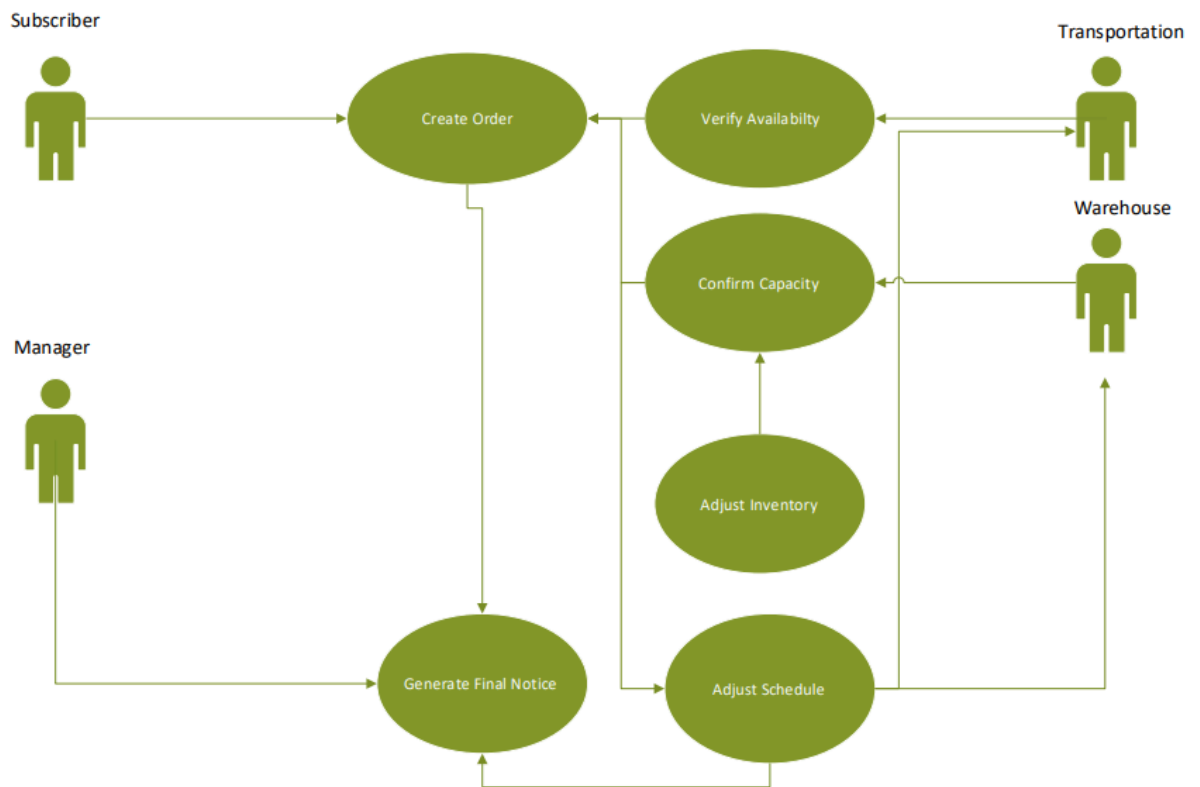 Subscriber
Transportation
Create Order
Verify Availabilty
Warehouse
Confirm Capacity
Manager
Adjust Inventory
Generate Final Notice
Adjust Schedule